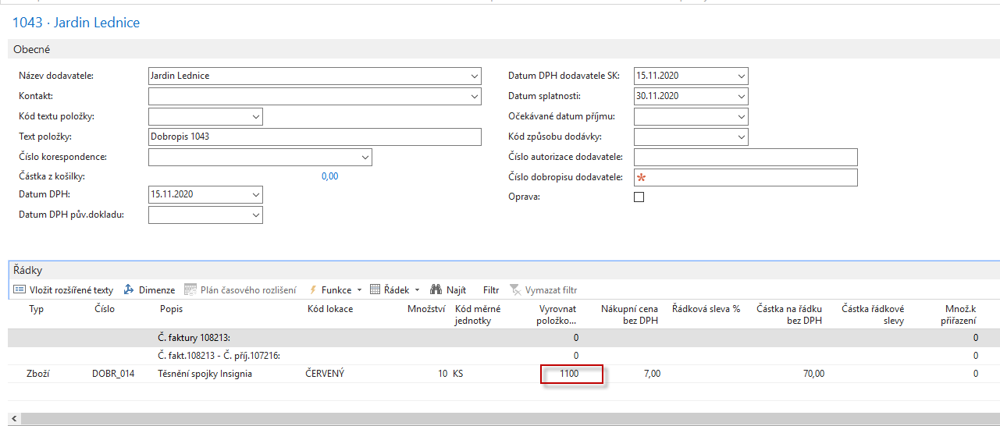 1043 · Jardin Lednice
Obecné
Název dodavatele: Jardin Lednice
Kontakt:
Kód textu položky:
Text položky: Dobropis 1043
Číslo korespondence:
Částka z košilky: 0,00
Datum DPH: 15.11.2020
Datum DPH pův.dokladu:
Datum DPH dodavatele SK: 15.11.2020
Datum splatnosti: 30.11.2020
Očekávané datum příjmu:
Kód způsobu dodávky:
Číslo autorizace dodavatele:
Číslo dobropisu dodavatele: *
Oprava:
Řádky
Vložit rozšířené texty Dimenze Plán časového rozlišení Funkce Řádek Najít Filtr Vymazat filtr
Typ Číslo Popis Kód lokace Množství Kód měrné jednotky Vyrovnat položko... Nákupní cena bez DPH Řádková sleva % Částka na řádku bez DPH Částka řádkové slevy Množ.k přiřazení
Č. faktury 108213: 0 0
Č. fakt.108213 - Č. příj.107216: 0 0
Zboží DOBR_014 Těsnění spojky Insignia ČERVENÝ 10 KS 1100 7,00 70,00 0